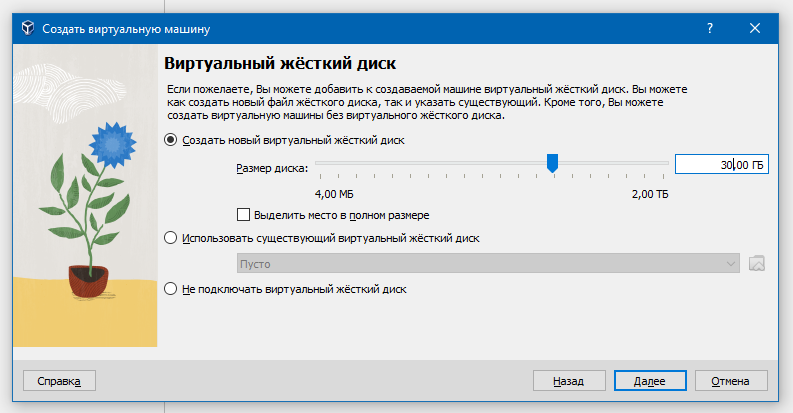 Создать виртуальную машину
Виртуальный жёсткий диск
Если пожелаете, Вы можете добавить к создаваемой машине виртуальный жёсткий диск. Вы можете
как создать новый файл жёсткого диска, так и указать существующий. Кроме того, Вы можете
создать виртуальную машины без виртуального жёсткого диска.
Создать новый виртуальный жёсткий диск
Размер диска:
30,00 ГБ
4,00 МБ
2,00 ТБ
Выделить место в полном размере
Использовать существующий виртуальный жёсткий диск
Пусто
Не подключать виртуальный жёсткий диск
Справка
Назад
Далее
Отмена